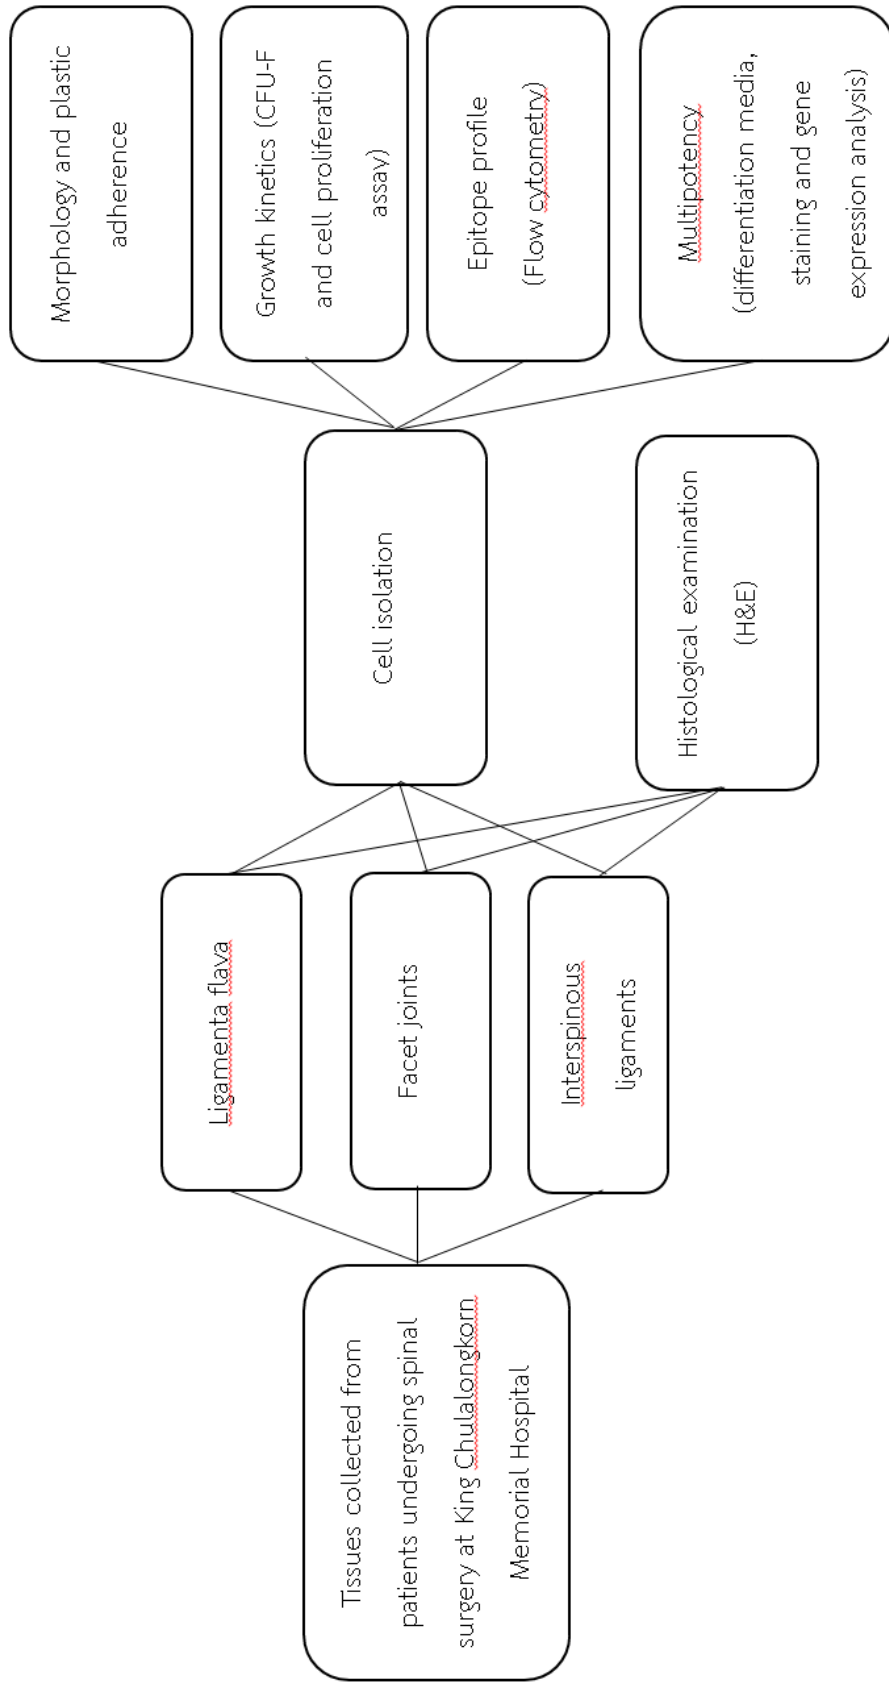 Tissues collected from
patients undergoing spinal
surgery at King Chulalongkorn
Memorial Hospital
Ligamenta flava
Facet joints
Interspinous
ligaments
Cell isolation
Histological examination
(H&E)
Morphology and plastic
adherence
Growth kinetics (CFU-F
and cell proliferation
assay)
Epitope profile
(Flow cytometry)
Multipotency
(differentiation media,
staining and gene
expression analysis)